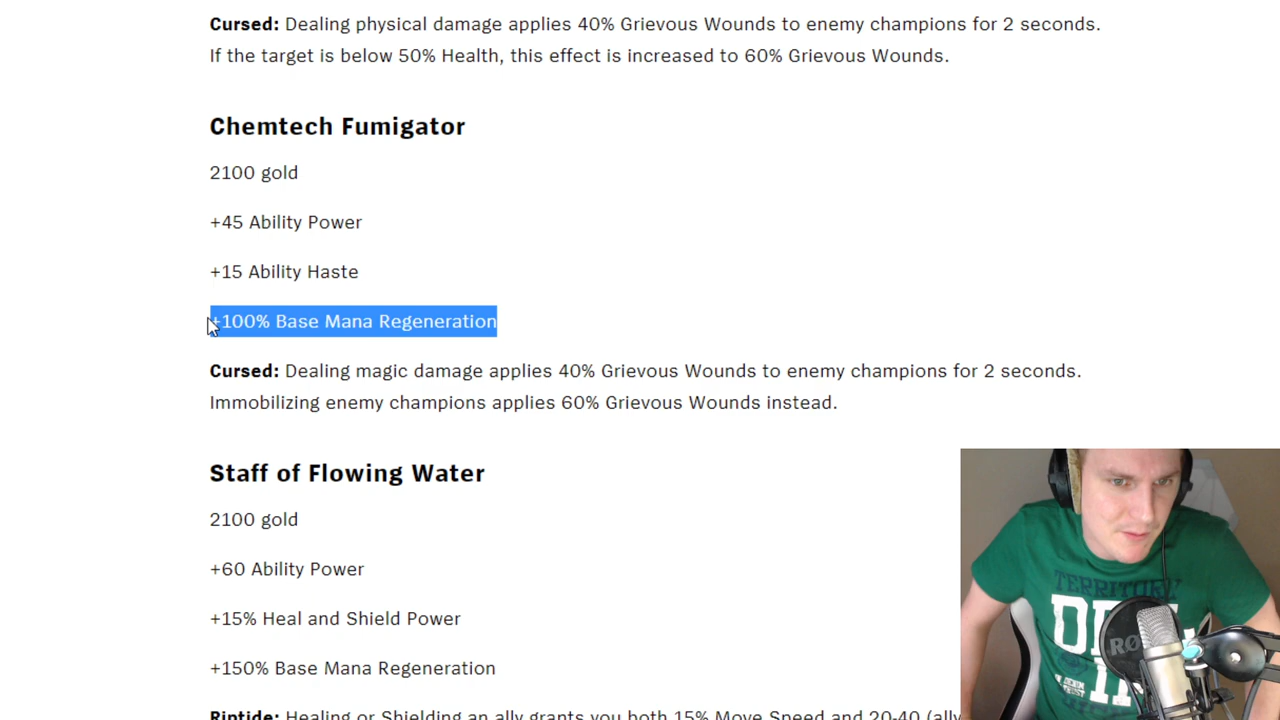 Cursed: Dealing physical damage applies 40% Grievous Wounds to enemy champions for 2 seconds.
If the target is below 50% Health, this effect is increased to 60% Grievous Wounds.
Chemtech Fumigator
2100 gold
+45 Ability Power
+15 Ability Haste
+100% Base Mana Regeneration
Cursed: Dealing magic damage applies 40% Grievous Wounds to enemy champions for 2 seconds.
Immobilizing enemy champions applies 60% Grievous Wounds instead.
Staff of Flowing Water
2100 gold
+60 Ability Power
+15% Heal and Shield Power
+150% Base Mana Regeneration
Riptide: Healing or Shielding an ally grants you both 15% Move Speed and 20-40 (ally
TERRITORY
RØ